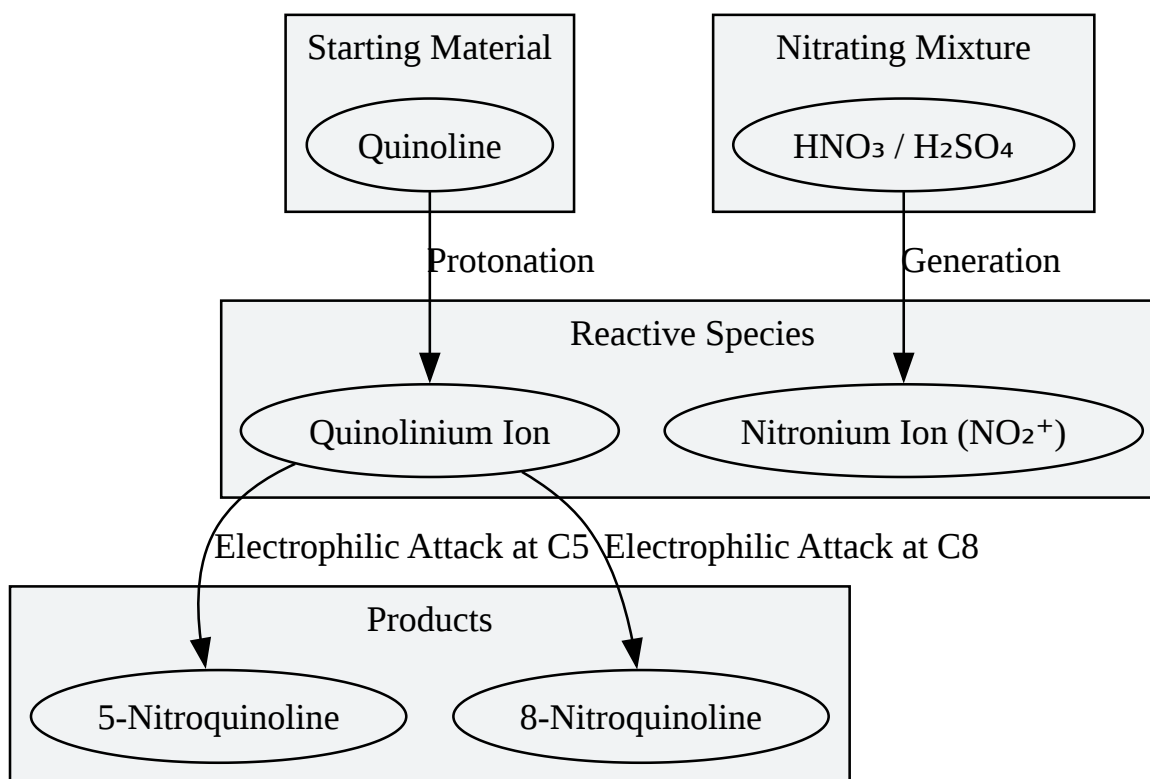 Starting Material
Nitrating Mixture
Quinoline
HNO₃ / H₂SO₄
Protonation
Generation
Reactive Species
Quinolinium Ion
Nitronium Ion (NO₂⁺)
Electrophilic Attack at C5
Electrophilic Attack at C8
Products
5-Nitroquinoline
8-Nitroquinoline